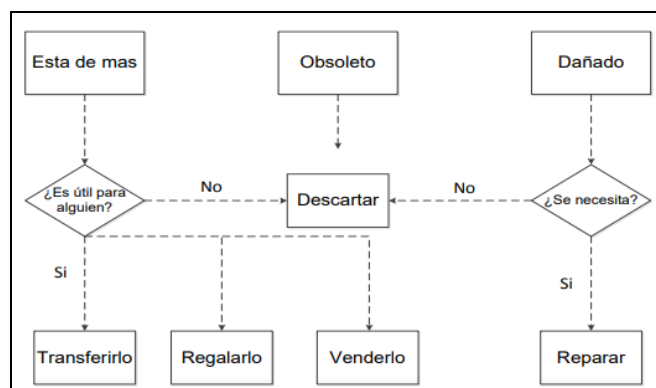 Esta de mas
Obsoleto
Dañado
¿Es útil para
alguien?
No
Descartar
No
¿Se necesita?
Si
Si
Transferirlo
Regalarlo
Venderlo
Reparar